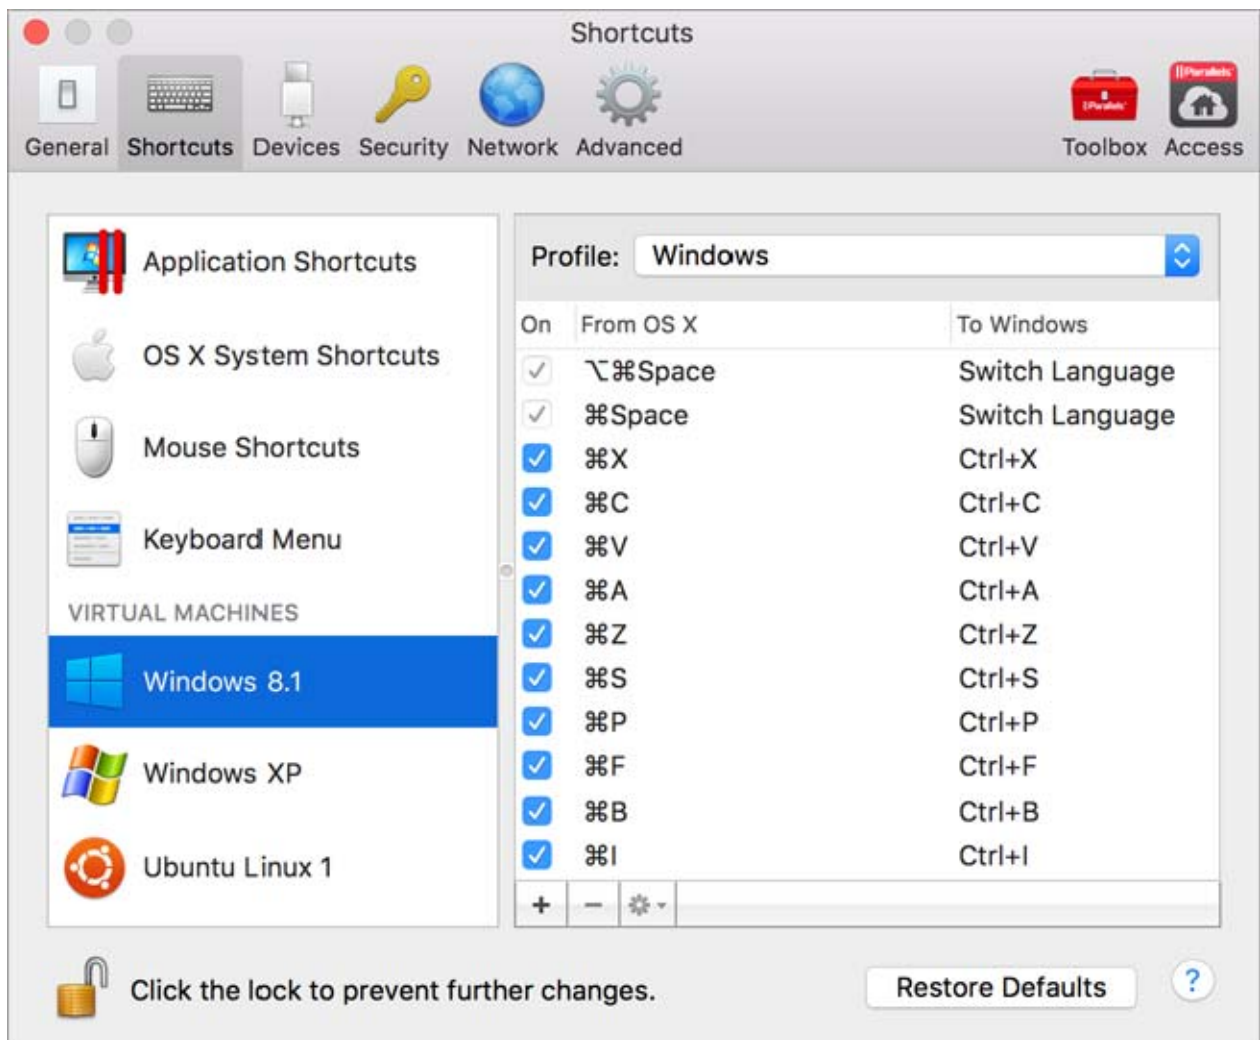 Shortcuts
General Shortcuts Devices Security Network Advanced Toolbox Access
||Parallels®
||Parallels®
Application Shortcuts
OS X System Shortcuts
Mouse Shortcuts
Keyboard Menu
VIRTUAL MACHINES
Windows 8.1
Windows XP
Ubuntu Linux 1
Profile: Windows
On From OS X To Windows
⌥⌘Space Switch Language
⌘Space Switch Language
⌘X Ctrl+X
⌘C Ctrl+C
⌘V Ctrl+V
⌘A Ctrl+A
⌘Z Ctrl+Z
⌘S Ctrl+S
⌘P Ctrl+P
⌘F Ctrl+F
⌘B Ctrl+B
⌘I Ctrl+I
+ −
Click the lock to prevent further changes.
Restore Defaults ?